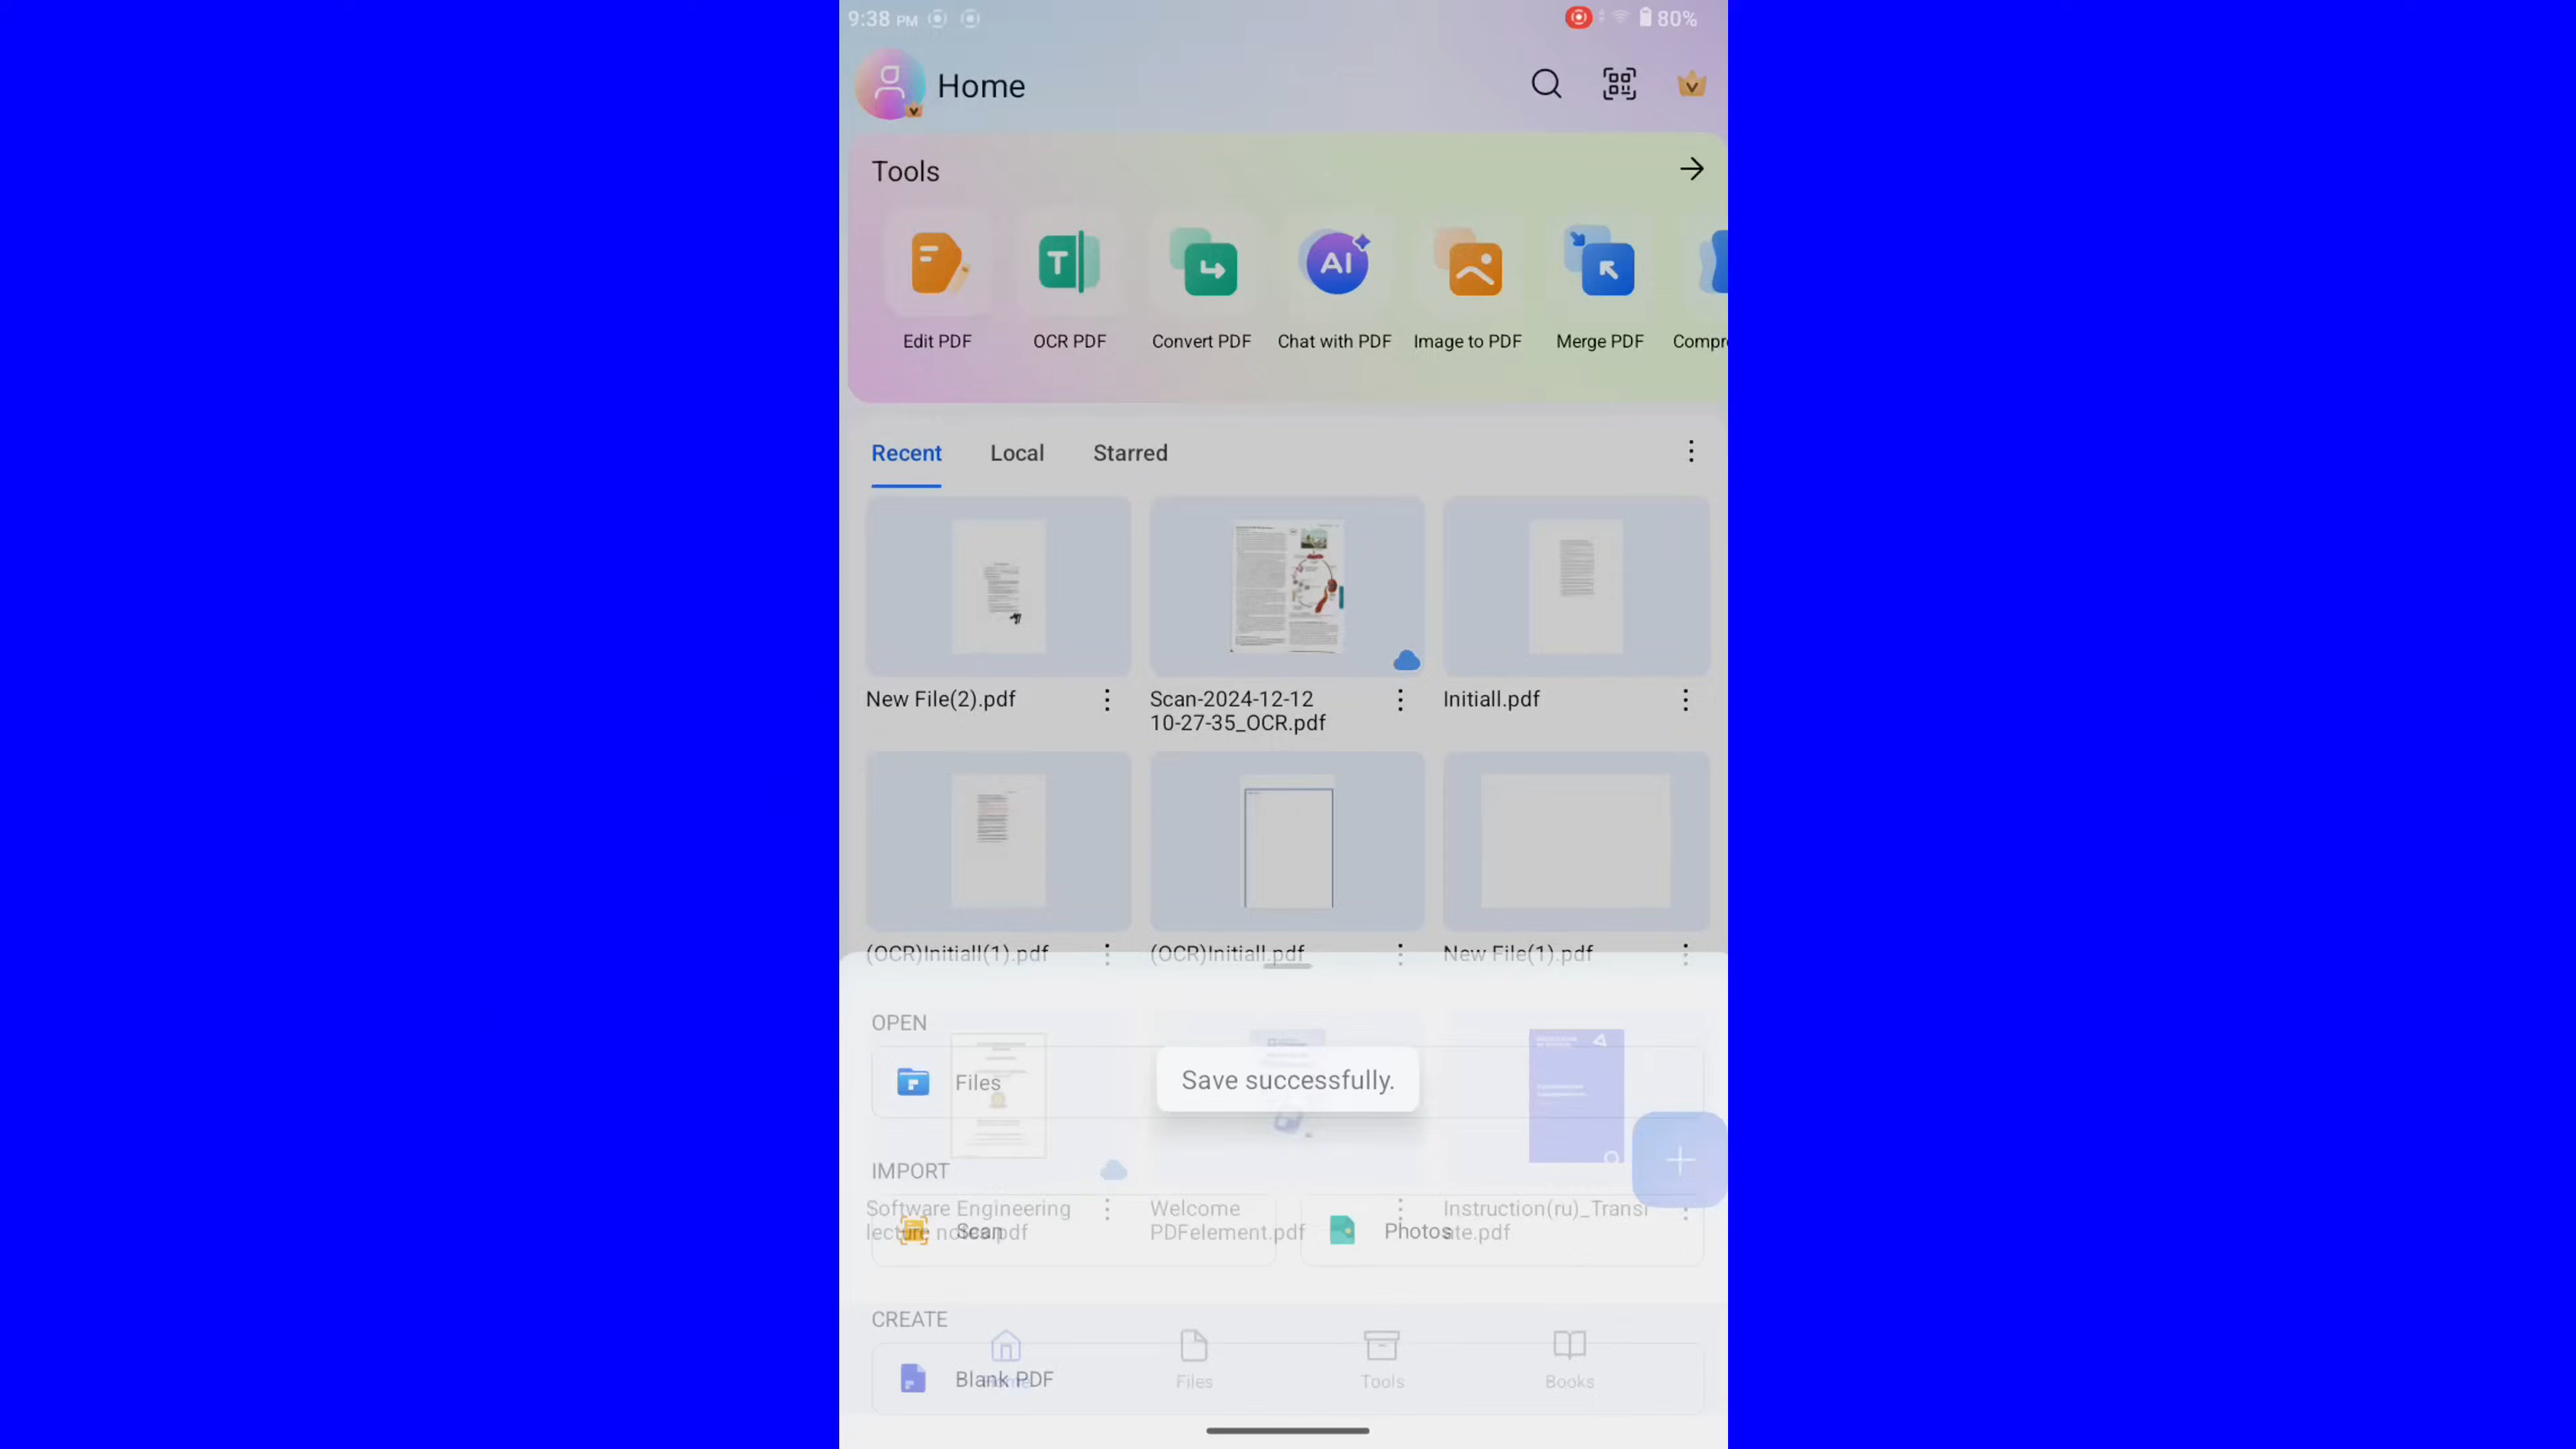 9:38 PM
80%
Home
Tools
Edit PDF
OCR PDF
Convert PDF
AI
Chat with PDF
Image to PDF
Merge PDF
Compr
Recent
Local
Starred
New File(2).pdf
Scan-2024-12-12
10-27-35_OCR.pdf
Initiall.pdf
(OCR)Initiall(1).pdf
(OCR)Initiall.pdf
New File(1).pdf
OPEN
Files
Save successfully.
IMPORT
Software Engineering
lecture notes.pdf
Welcome
PDFelement.pdf
Instruction(ru)_Transl
ate.pdf
Scan
Photos
CREATE
Blank PDF
Home
Files
Tools
Books